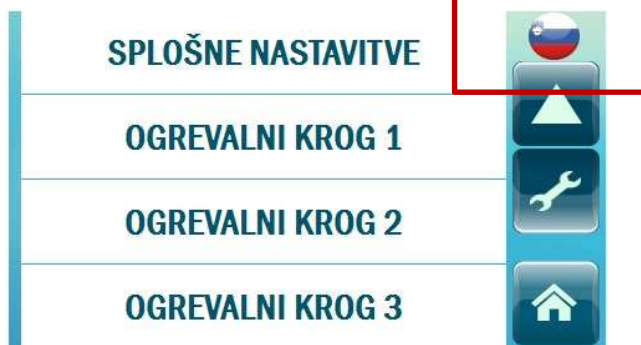 SPLOŠNE NASTAVITVE
OGREVALNI KROG 1
OGREVALNI KROG 2
OGREVALNI KROG 3